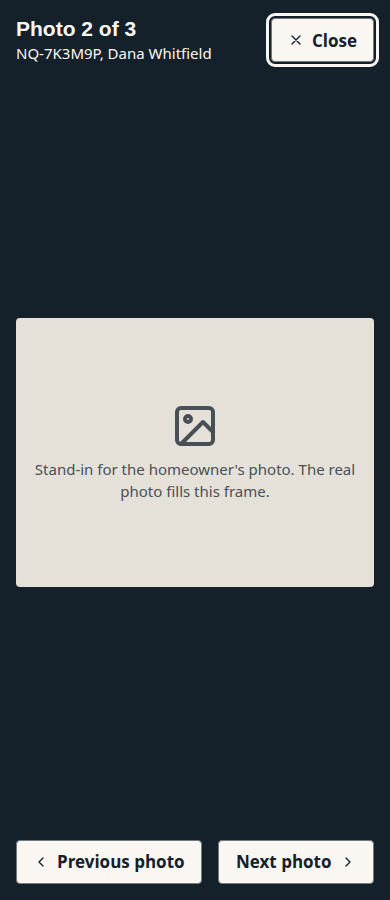 Photo 2 of 3
NQ-7K3M9P, Dana Whitfield
Close
Stand-in for the homeowner's photo. The real
photo fills this frame.
Previous photo
Next photo